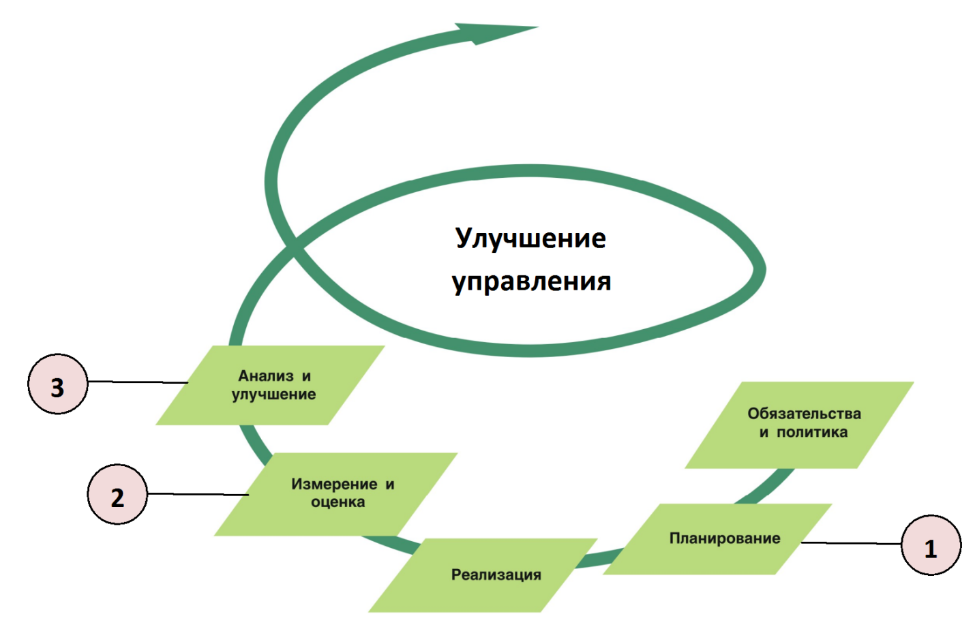 Улучшение
управления
3
Анализ и
улучшение
Обязательства
и политика
2
Измерение и
оценка
Планирование
1
Реализация